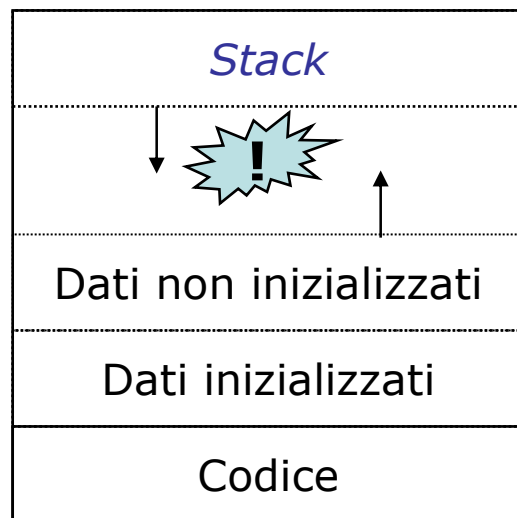 Stack
!
Dati non inizializzati
Dati inizializzati
Codice